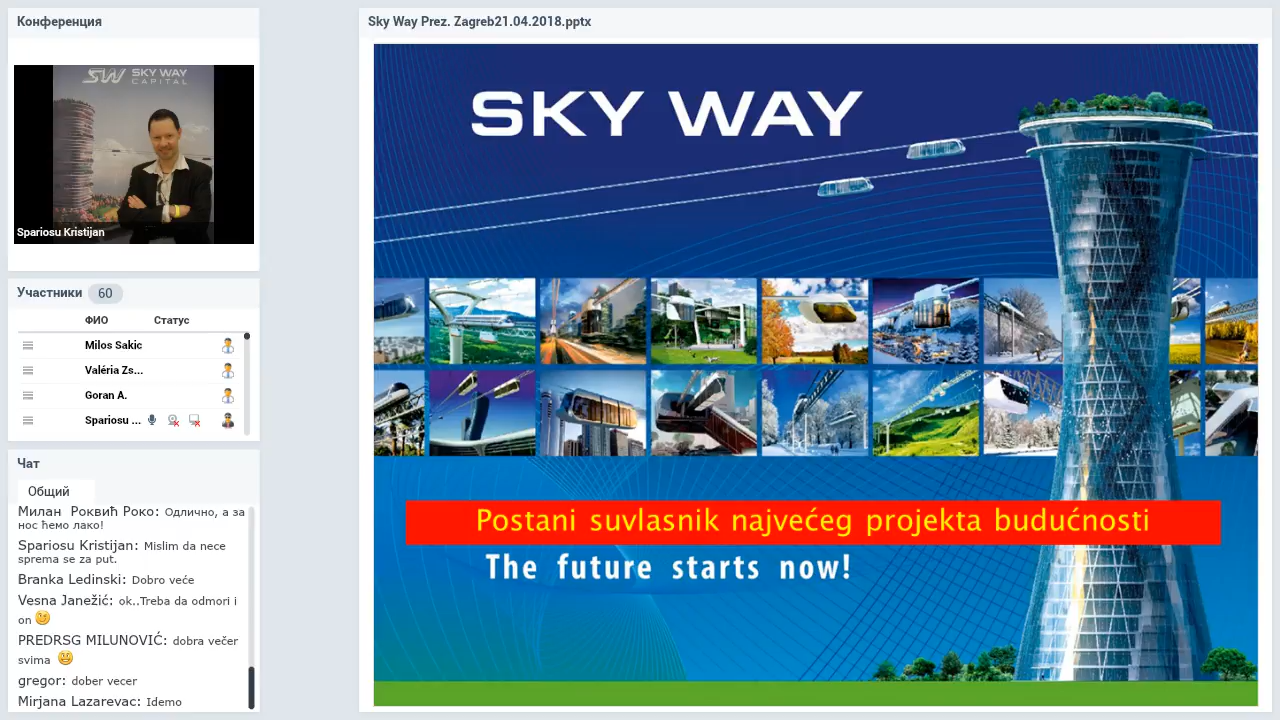 Конференция
SW SKY WAY
CAPITAL
Spariosu Kristijan
Участники 60
ФИО Статус
Milos Sakic
Valéria Zs...
Goran A.
Spariosu ...
Чат
Общий
Милан Роквић Роко: Одлично, а за
нос ћемо лако!
Spariosu Kristijan: Mislim da nece
sprema se za put.
Branka Ledinski: Dobro veće
Vesna Janežić: ok..Treba da odmori i
on
PREDRSG MILUNOVIĆ: dobra večer
svima
gregor: dober vecer
Mirjana Lazarevac: Idemo
Sky Way Prez. Zagreb21.04.2018.pptx
SKY WAY
Postani suvlasnik najvećeg projekta budućnosti
The future starts now!